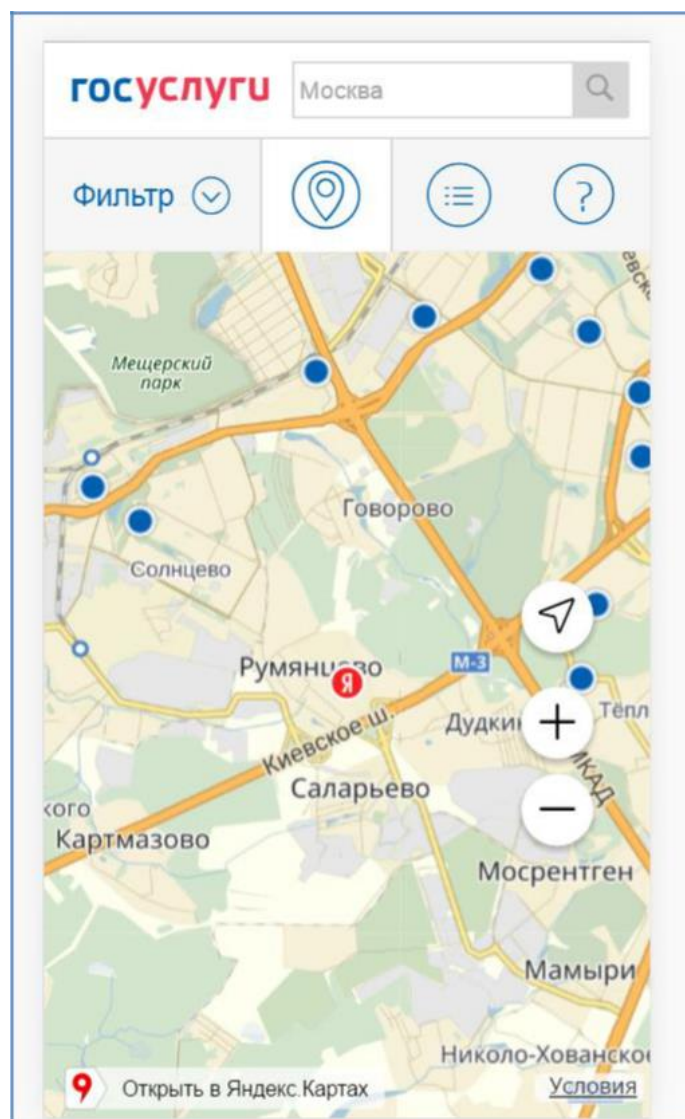 госуслуги
Москва
Фильтр
?
Мещерский
парк
Говорово
Солнцево
Румянцево
Я
М-3
Киевское ш.
МКАД
Саларьево
Картмазово
Мосрентген
Мамыри
Николо-Хованское
Открыть в Яндекс.Картах
Условия